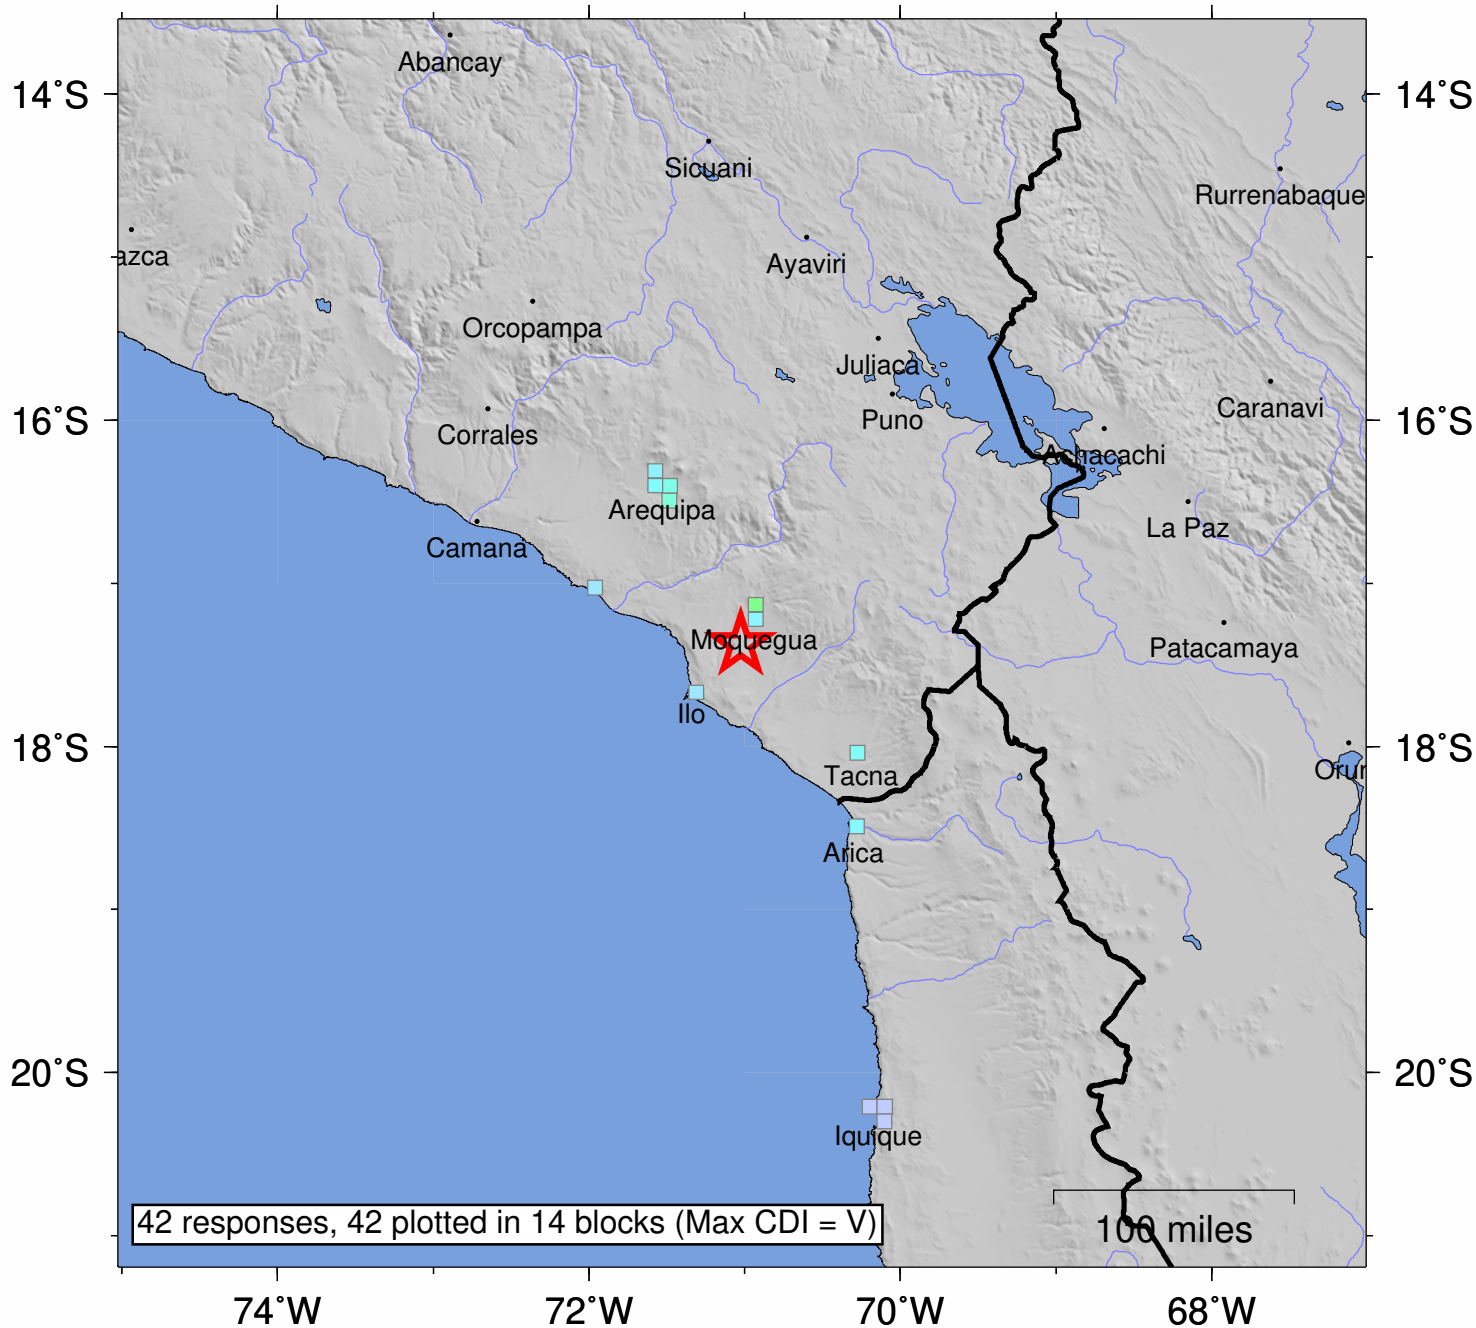 Abancay
14°S
14°S
Sicuani
Rurrenabaque
azca
Ayaviri
Orcopampa
Juliaca
Caranavi
Puno
16°S
16°S
Corrales
Achacachi
Arequipa
La Paz
Camana
Moquegua
Patacamaya
Ilo
18°S
18°S
Tacna
Orur
Arica
20°S
20°S
Iquique
42 responses, 42 plotted in 14 blocks (Max CDI = V)
100 miles
74°W
72°W
70°W
68°W